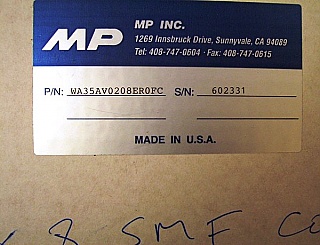 MP
MP INC.
1269 Innsbruck Drive, Sunnyvale, CA 94089
Tel: 408-747-0604 · Fax: 408-747-0615
P/N: WA35AV0208ER0FC S/N: 602331
MADE IN U.S.A.
8 SMF